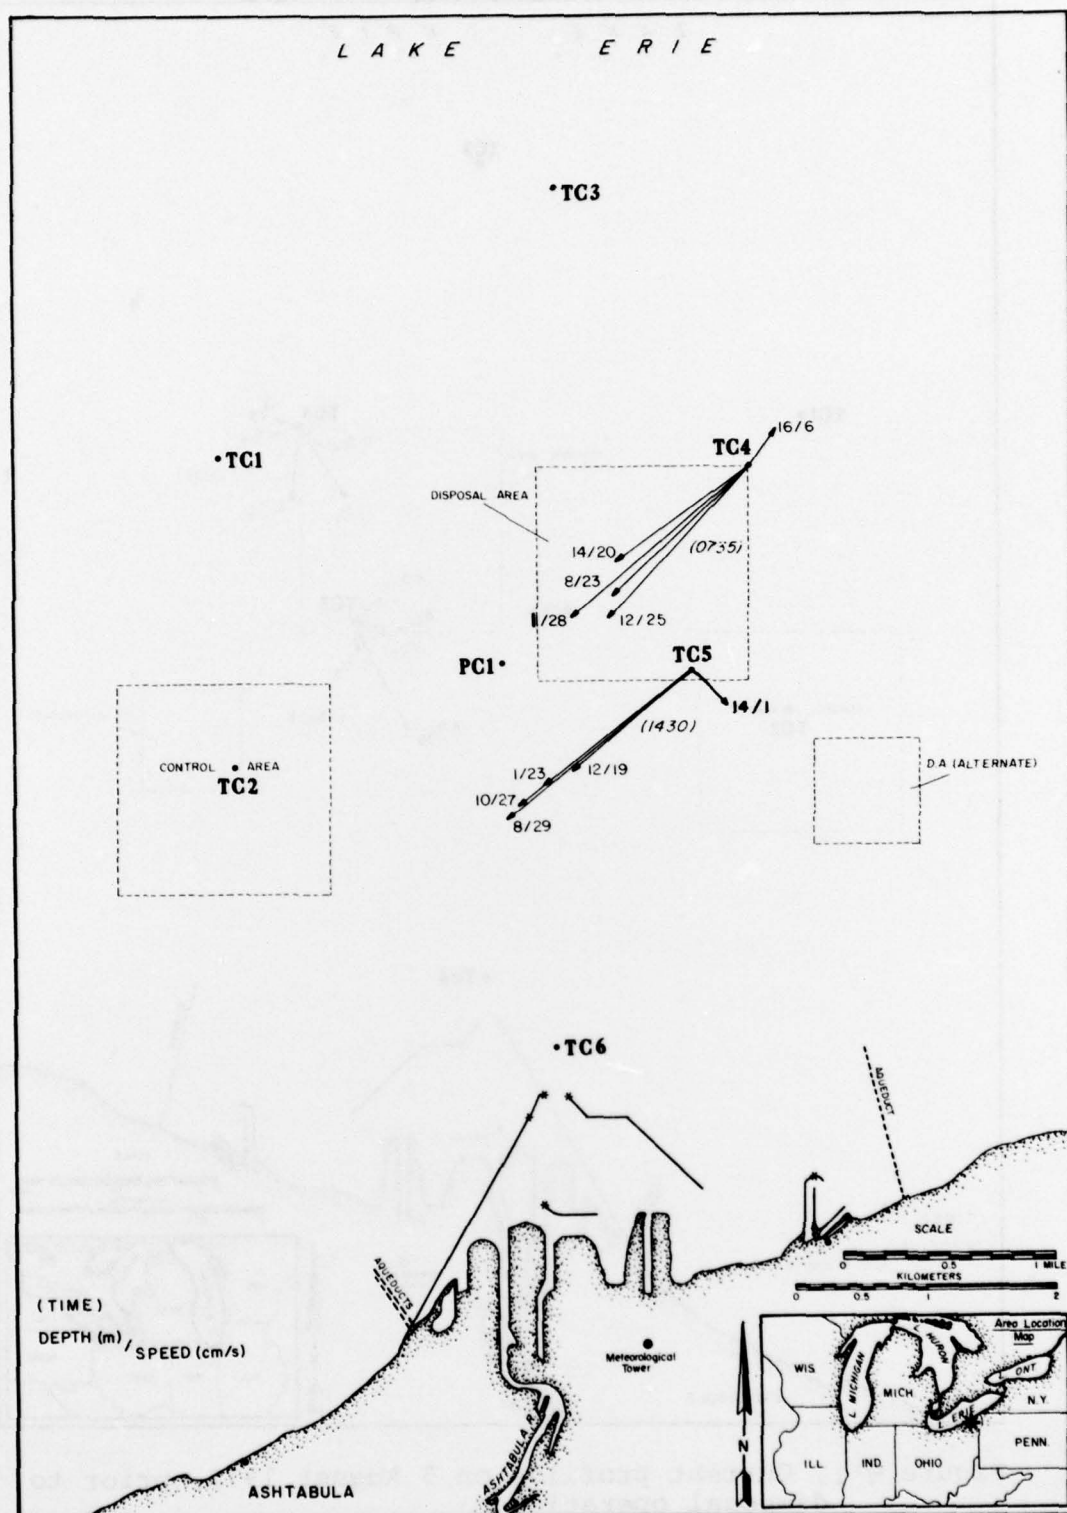 LAKE ERIE
TC3
TC1
TC4
16/6
DISPOSAL AREA
14/20
(0735)
8/23
1/28
12/25
PC1
TC5
14/1
(1430)
CONTROL AREA
TC2
1/23
12/19
10/27
8/29
D.A (ALTERNATE)
TC6
AQUEDUCT
SCALE
0 0.5 1 MILE
KILOMETERS
0 0.5 1 2
AQUEDUCTS
(TIME)
DEPTH (m)/SPEED (cm/s)
Meteorological
Tower
ASHTABULA R.
ASHTABULA
N
Area Location
Map
WIS.
L. MICHIGAN
L. HURON
MICH
L. ONT
N.Y.
L. ERIE
PENN.
ILL.
IND.
OHIO